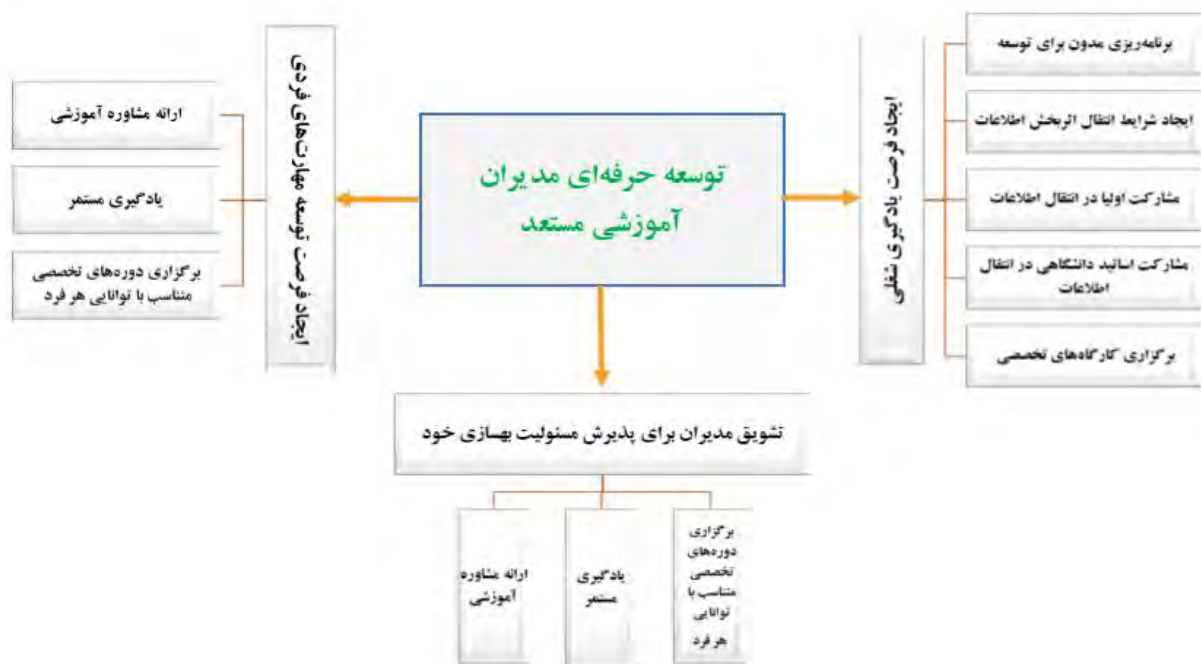 توسعه حرفه‌ای مدیران
آموزشی مستعد
ایجاد فرصت یادگیری شغلی
برنامه‌ریزی مدون برای توسعه
ایجاد شرایط انتقال اثربخش اطلاعات
مشارکت اولیا در انتقال اطلاعات
مشارکت اساتید دانشگاهی در انتقال
اطلاعات
برگزاری کارگاه‌های تخصصی
ایجاد فرصت توسعه مهارت‌های فردی
ارائه مشاوره آموزشی
یادگیری مستمر
برگزاری دوره‌های تخصصی
متناسب با توانایی هر فرد
تشویق مدیران برای پذیرش مسئولیت بهسازی خود
برگزاری
دوره‌های
تخصصی
متناسب با
توانایی
هر فرد
یادگیری
مستمر
ارائه مشاوره
آموزشی